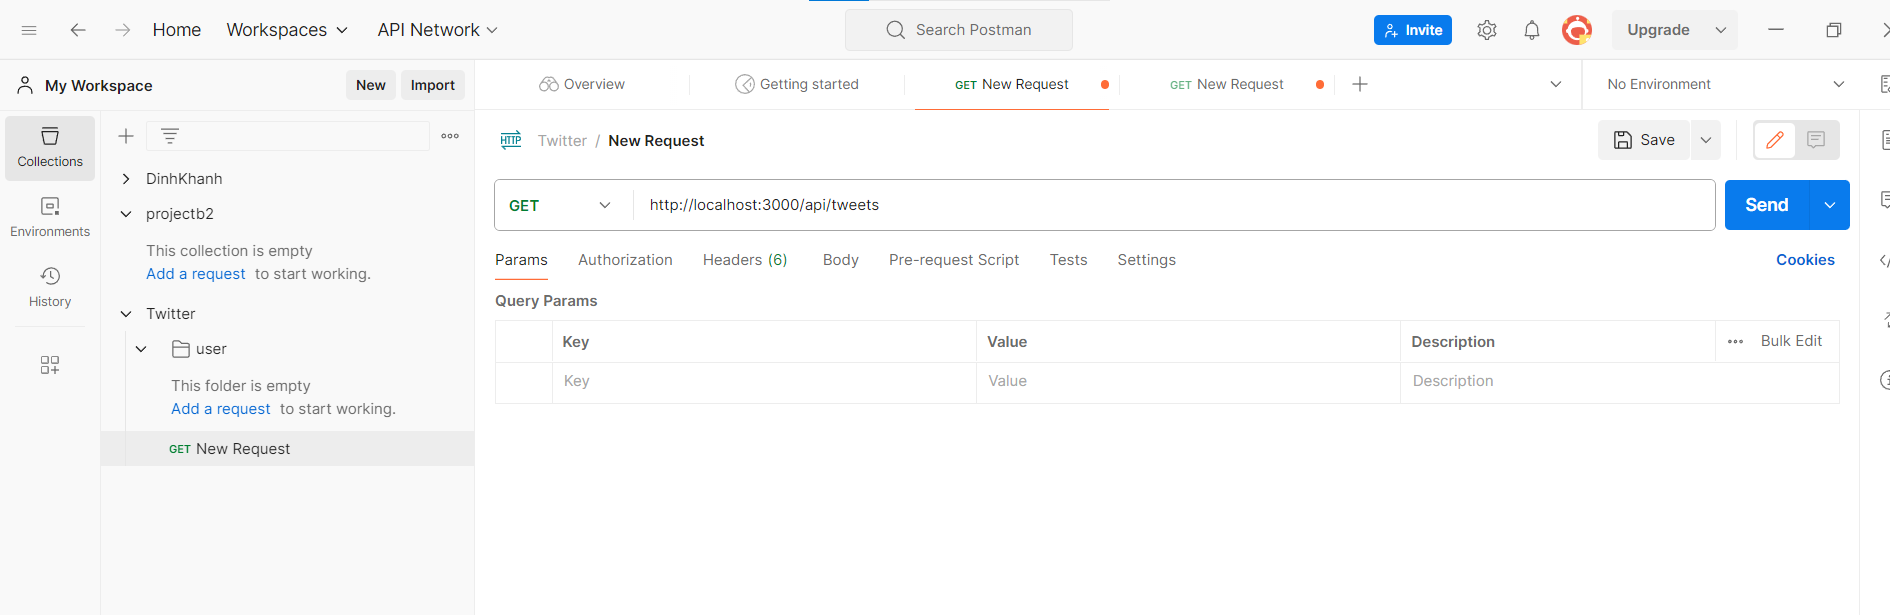 Home Workspaces API Network Search Postman Invite Upgrade
My Workspace New Import Overview Getting started GET New Request GET New Request No Environment
Collections
Environments
History
DinhKhanh
projectb2
This collection is empty
Add a request to start working.
Twitter
user
This folder is empty
Add a request to start working.
GET New Request
HTTP Twitter / New Request Save
GET http://localhost:3000/api/tweets Send
Params Authorization Headers (6) Body Pre-request Script Tests Settings Cookies
Query Params
Key Value Description Bulk Edit
Key Value Description